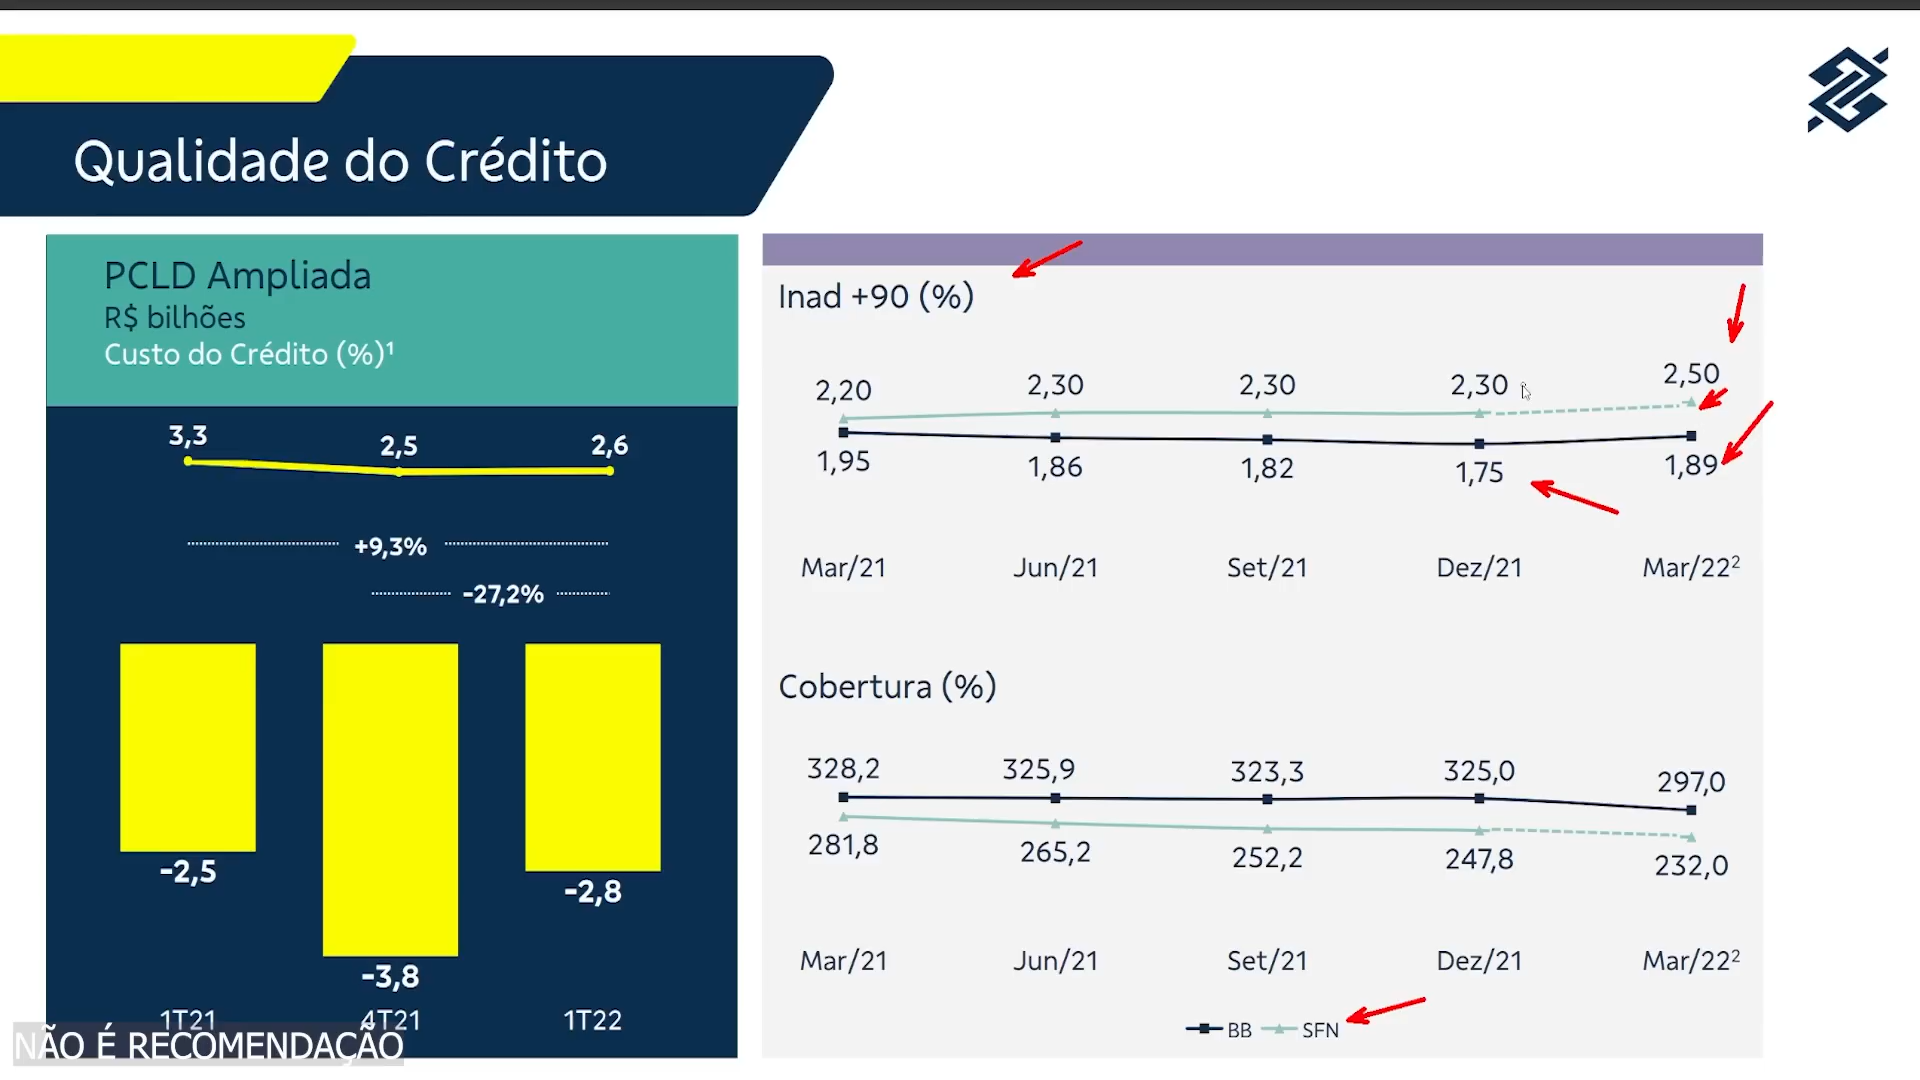 Qualidade do Crédito
PCLD Ampliada
R$ bilhões
Custo do Crédito (%)¹
3,3 2,5 2,6
+9,3%
-27,2%
-2,5 -3,8 -2,8
1T21 4T21 1T22
Inad +90 (%)
2,20 2,30 2,30 2,30 2,50
1,95 1,86 1,82 1,75 1,89
Mar/21 Jun/21 Set/21 Dez/21 Mar/22²
Cobertura (%)
328,2 325,9 323,3 325,0 297,0
281,8 265,2 252,2 247,8 232,0
Mar/21 Jun/21 Set/21 Dez/21 Mar/22²
BB SFN
NÃO É RECOMENDAÇÃO